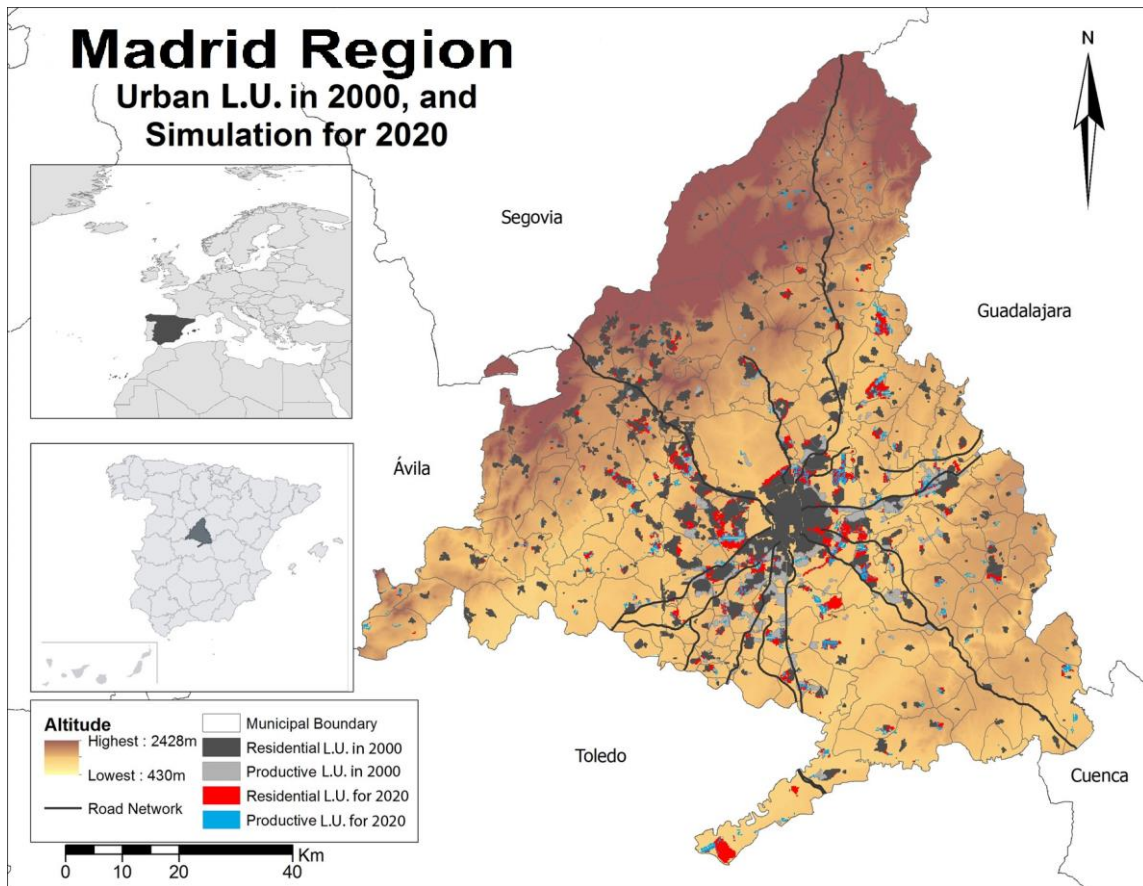 Madrid Region
Urban L.U. in 2000, and
Simulation for 2020
N
Segovia
Guadalajara
Ávila
Toledo
Cuenca
Altitude
Highest : 2428m
Lowest : 430m
Road Network
Municipal Boundary
Residential L.U. in 2000
Productive L.U. in 2000
Residential L.U. for 2020
Productive L.U. for 2020
Km
0 10 20 40